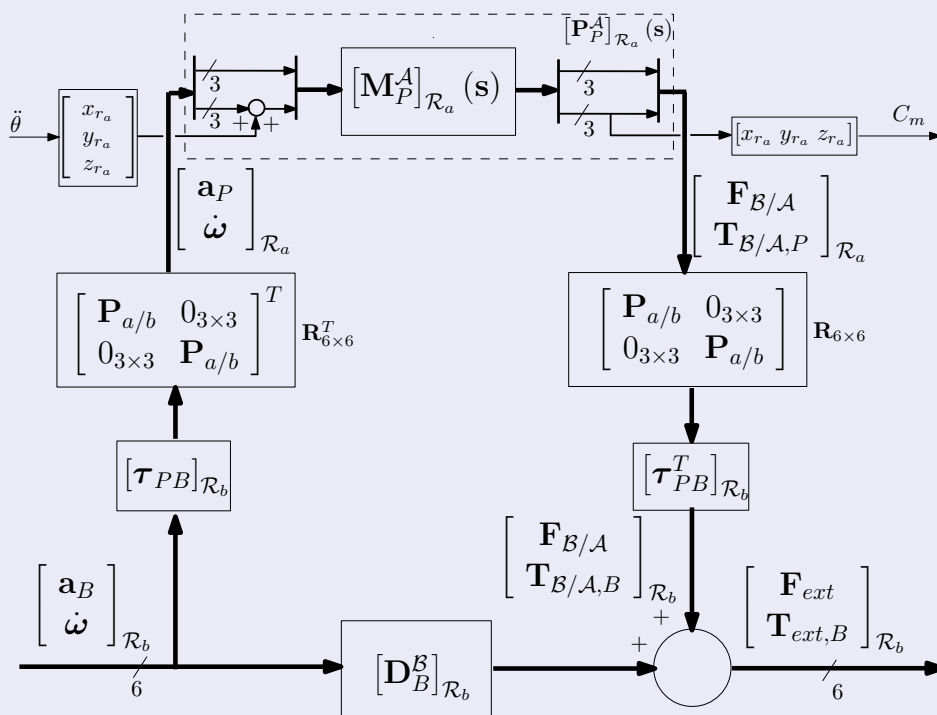 [P_P^𝒜]_{ℛ_a} (s)
θ̈
[ x_{r_a}
y_{r_a}
z_{r_a} ]
3
3
+ +
[M_P^𝒜]_{ℛ_a} (s)
3
3
[x_{r_a} y_{r_a} z_{r_a}]
C_m
[ a_P
ω̇ ]_{ℛ_a}
[ F_{ℬ/𝒜}
T_{ℬ/𝒜,P} ]_{ℛ_a}
[ P_{a/b} 0_{3×3}
0_{3×3} P_{a/b} ]^T
R_{6×6}^T
[ P_{a/b} 0_{3×3}
0_{3×3} P_{a/b} ]
R_{6×6}
[τ_{PB}]_{ℛ_b}
[τ_{PB}^T]_{ℛ_b}
[ a_B
ω̇ ]_{ℛ_b}
6
[ F_{ℬ/𝒜}
T_{ℬ/𝒜,B} ]_{ℛ_b}
+
+
[D_B^ℬ]_{ℛ_b}
[ F_{ext}
T_{ext,B} ]_{ℛ_b}
6